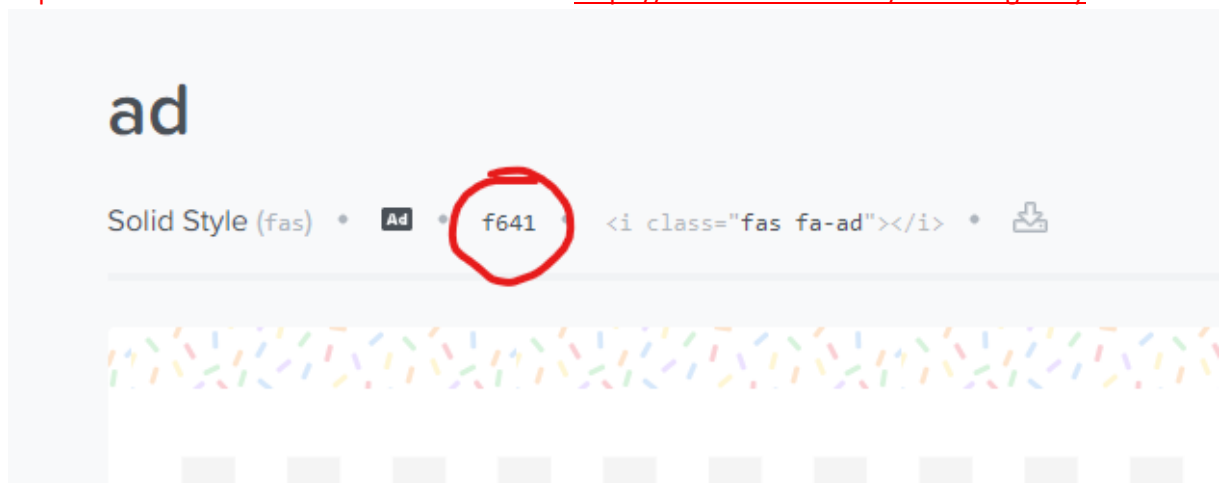 ad
Solid Style (fas) • Ad • f641 • <i class="fas fa-ad"></i> •